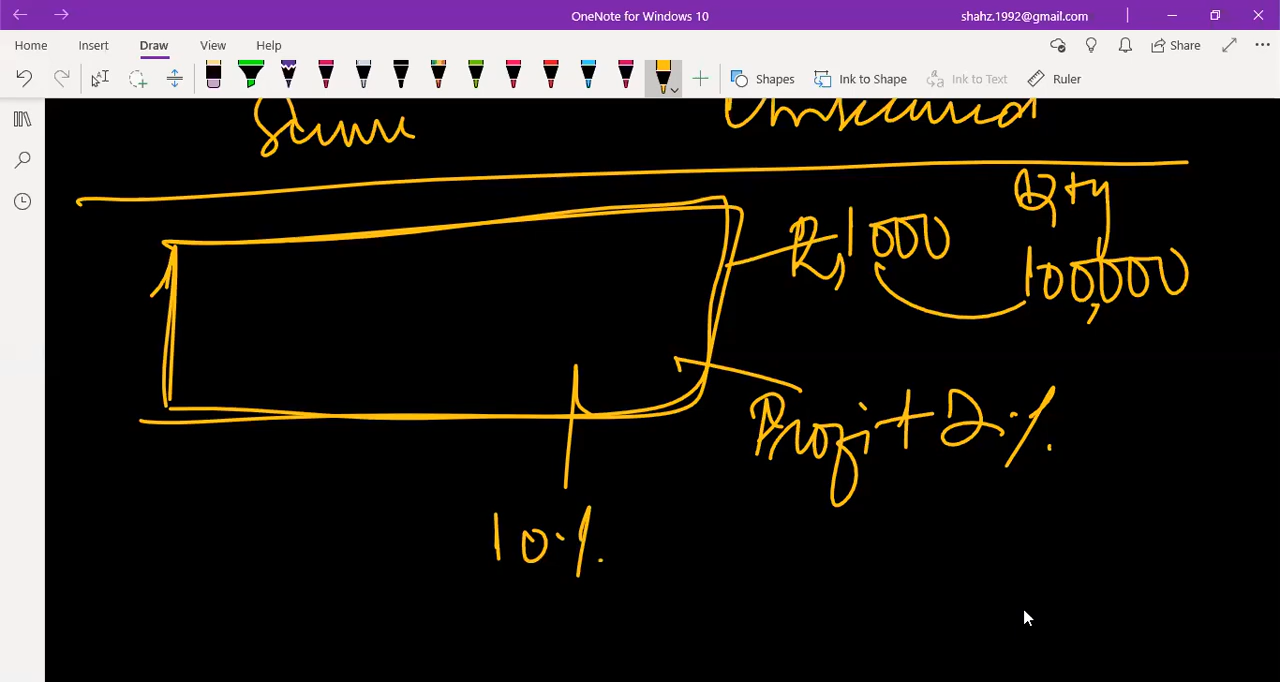 OneNote for Windows 10
shahz.1992@gmail.com
Home Insert Draw View Help
Share
Shapes
Ink to Shape
Ink to Text
Ruler
Qty
R,1000
100,000
Profit 2%
10%